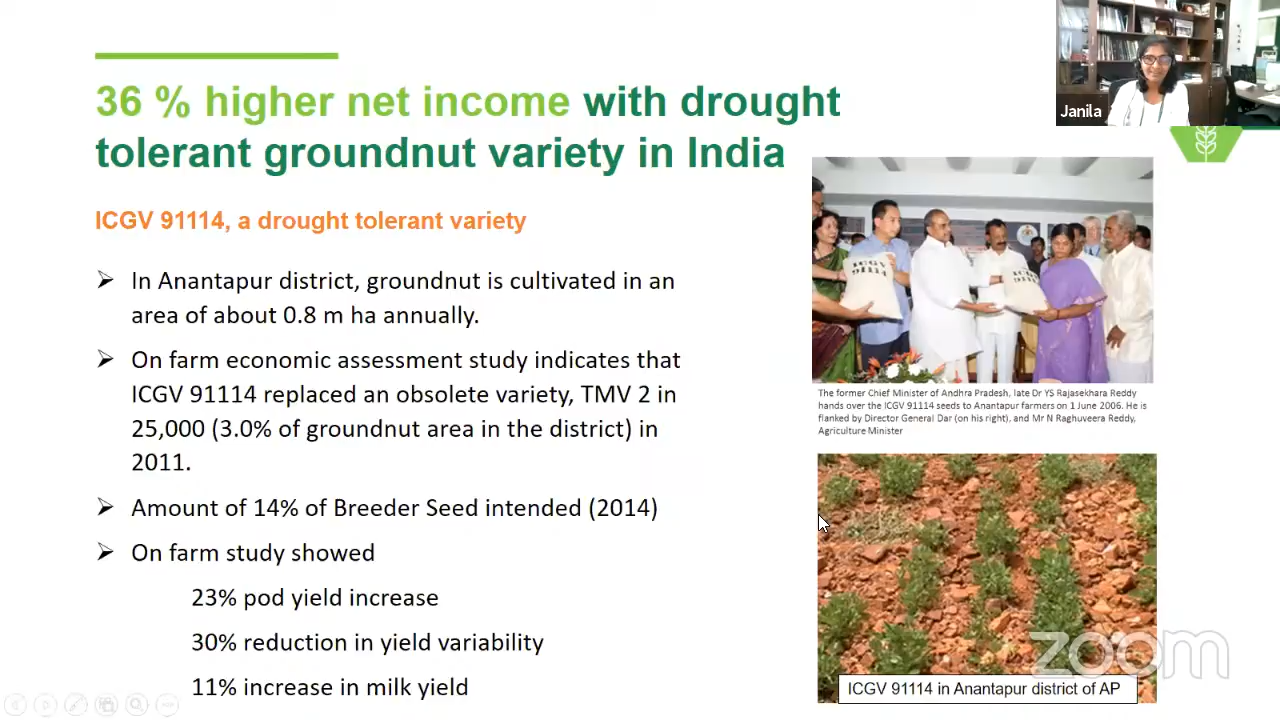 36 % higher net income with drought
tolerant groundnut variety in India
Janila
ICGV 91114, a drought tolerant variety
In Anantapur district, groundnut is cultivated in an
area of about 0.8 m ha annually.
On farm economic assessment study indicates that
ICGV 91114 replaced an obsolete variety, TMV 2 in
25,000 (3.0% of groundnut area in the district) in
2011.
Amount of 14% of Breeder Seed intended (2014)
On farm study showed
23% pod yield increase
30% reduction in yield variability
11% increase in milk yield
ICGV
91114
ICGV
91114
The former Chief Minister of Andhra Pradesh, late Dr YS Rajasekhara Reddy
hands over the ICGV 91114 seeds to Anantapur farmers on 1 June 2006. He is
flanked by Director General Dar (on his right), and Mr N Raghuveera Reddy,
Agriculture Minister
zoom
ICGV 91114 in Anantapur district of AP